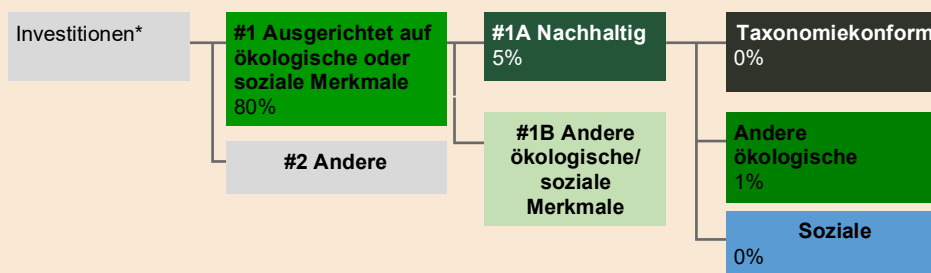 Investitionen*
#1 Ausgerichtet auf
ökologische oder
soziale Merkmale
80%
#2 Andere
#1A Nachhaltig
5%
#1B Andere
ökologische/
soziale
Merkmale
Taxonomiekonform
0%
Andere
ökologische
1%
Soziale
0%